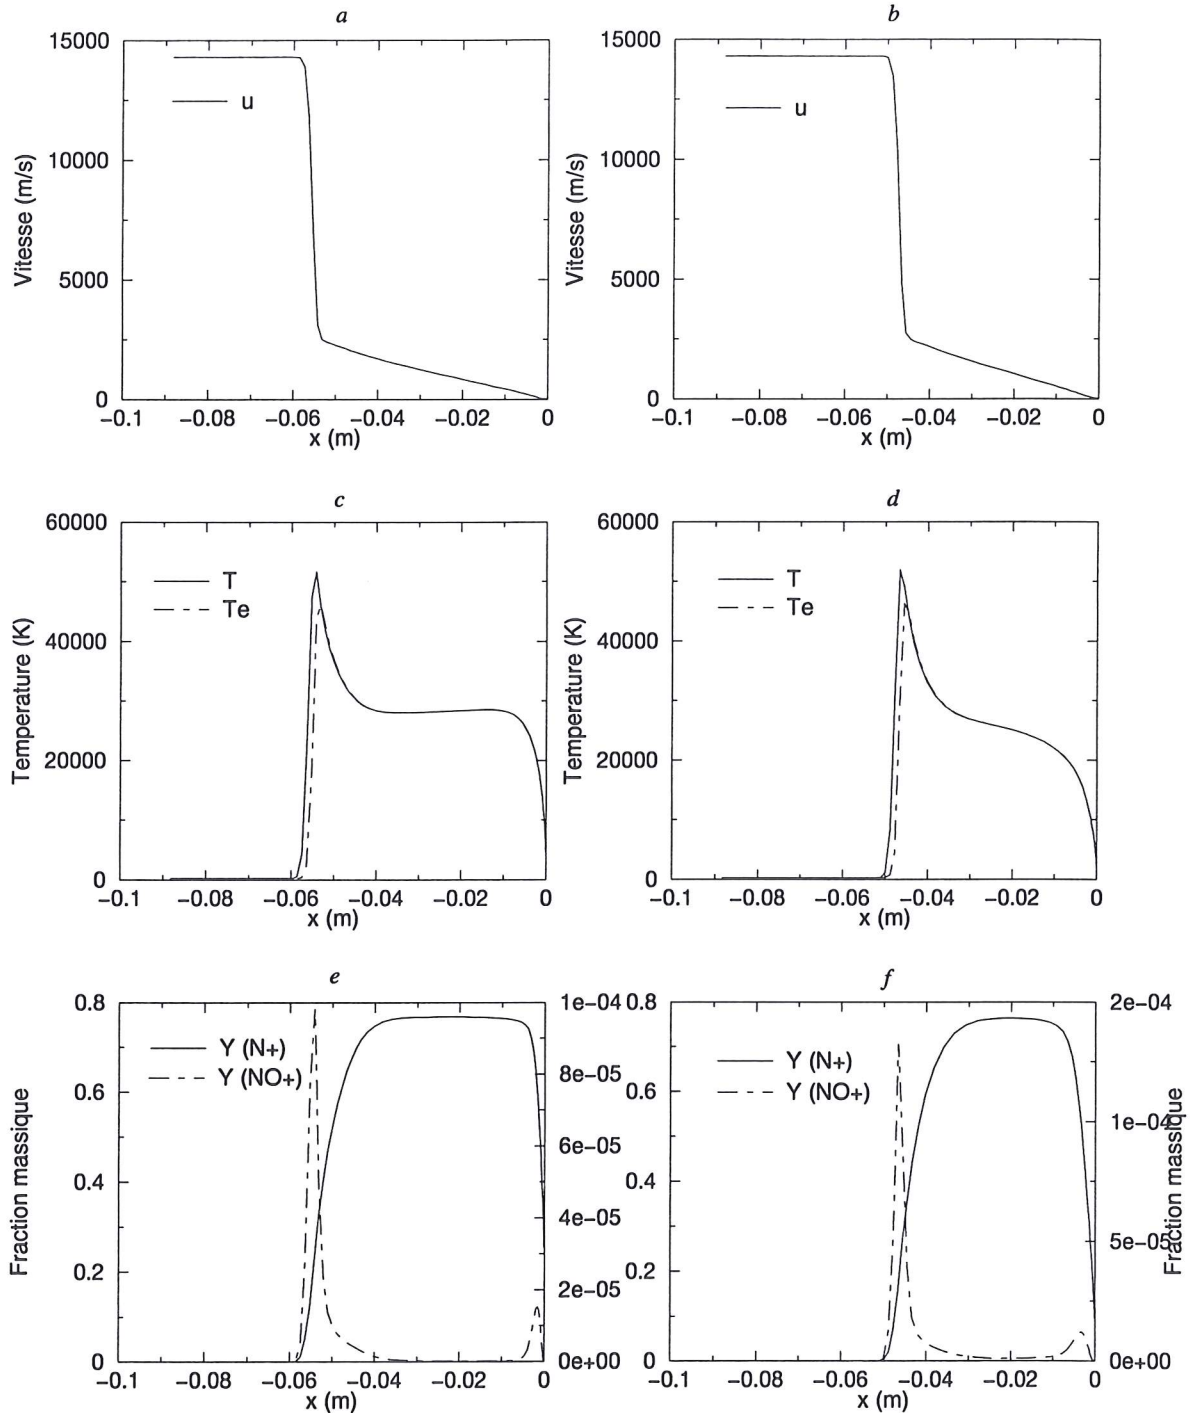 a
15000
10000
5000
0
Vitesse (m/s)
u
−0.1 −0.08 −0.06 −0.04 −0.02 0
x (m)
b
15000
10000
5000
0
Vitesse (m/s)
u
−0.1 −0.08 −0.06 −0.04 −0.02 0
x (m)
c
60000
40000
20000
0
Temperature (K)
T
Te
−0.1 −0.08 −0.06 −0.04 −0.02 0
x (m)
d
60000
40000
20000
0
Temperature (K)
T
Te
−0.1 −0.08 −0.06 −0.04 −0.02 0
x (m)
e
0.8
0.6
0.4
0.2
0
Fraction massique
Y (N+)
Y (NO+)
1e−04
8e−05
6e−05
4e−05
2e−05
0e+00
−0.1 −0.08 −0.06 −0.04 −0.02 0
x (m)
f
0.8
0.6
0.4
0.2
0
Y (N+)
Y (NO+)
2e−04
1e−04
5e−05
0e+00
Fraction massique
−0.1 −0.08 −0.06 −0.04 −0.02 0
x (m)